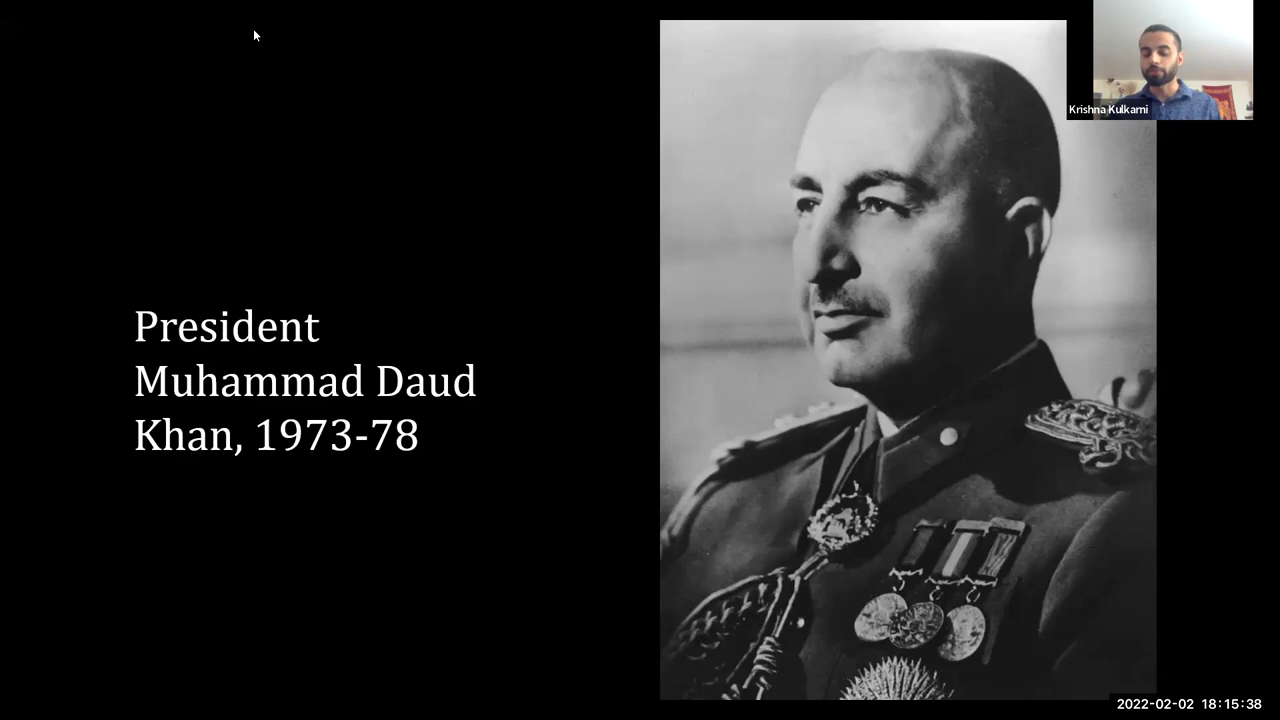 Krishna Kulkarni
President
Muhammad Daud
Khan, 1973-78
2022-02-02 18:15:38